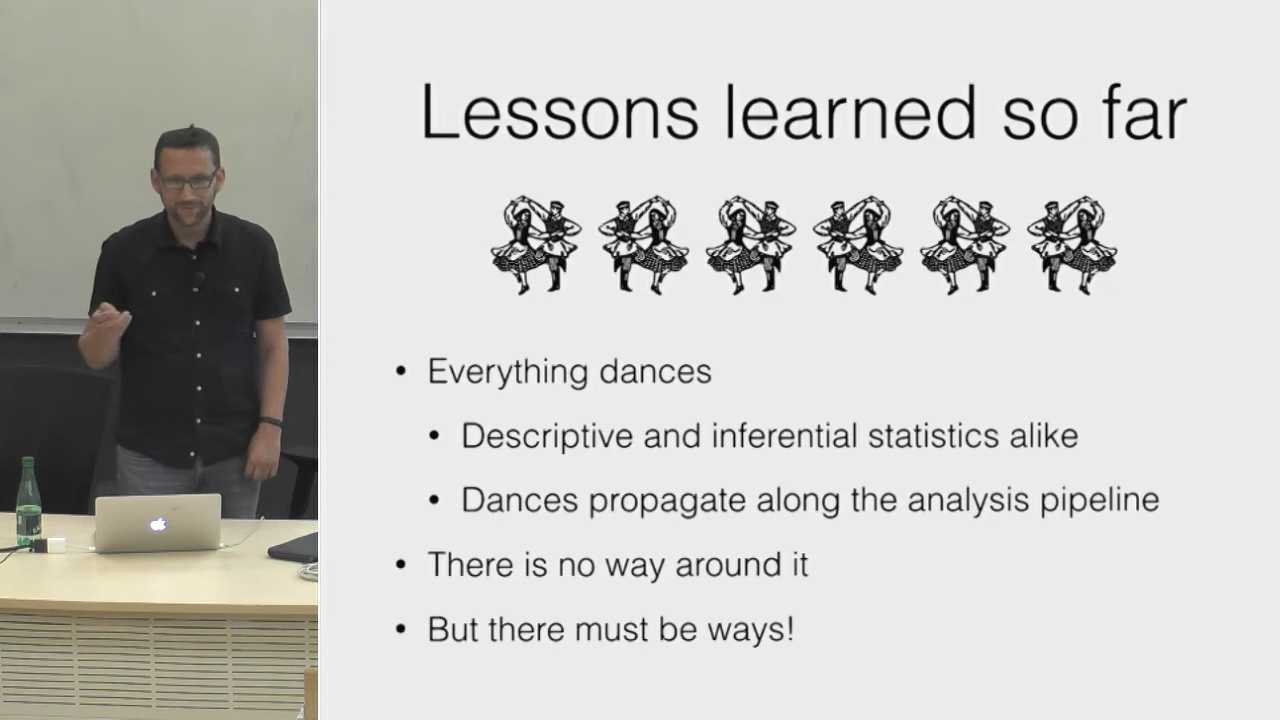 Lessons learned so far
• Everything dances
• Descriptive and inferential statistics alike
• Dances propagate along the analysis pipeline
• There is no way around it
• But there must be ways!